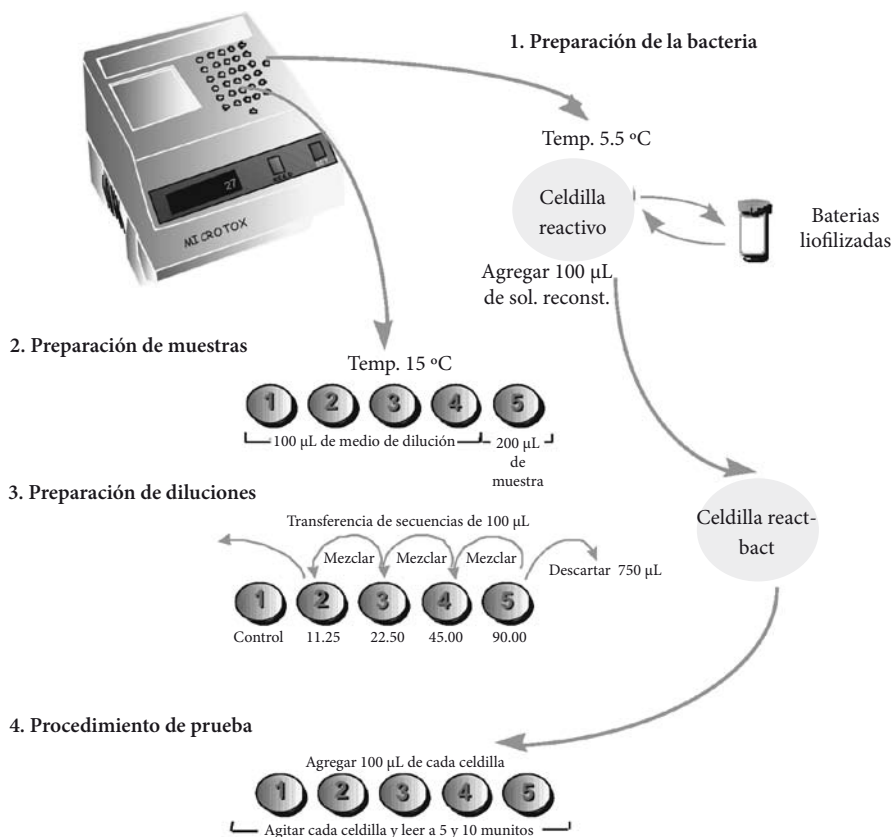 1. Preparación de la bacteria
Temp. 5.5 ºC
Celdilla
reactivo
Baterias
liofilizadas
Agregar 100 µL
de sol. reconst.
27
MICROTOX
2. Preparación de muestras
Temp. 15 ºC
1 2 3 4 5
100 µL de medio de dilución
200 µL
de
muestra
3. Preparación de diluciones
Transferencia de secuencias de 100 µL
Mezclar Mezclar Mezclar
Descartar 750 µL
1 2 3 4 5
Control 11.25 22.50 45.00 90.00
Celdilla react-
bact
4. Procedimiento de prueba
Agregar 100 µL de cada celdilla
1 2 3 4 5
Agitar cada celdilla y leer a 5 y 10 munitos